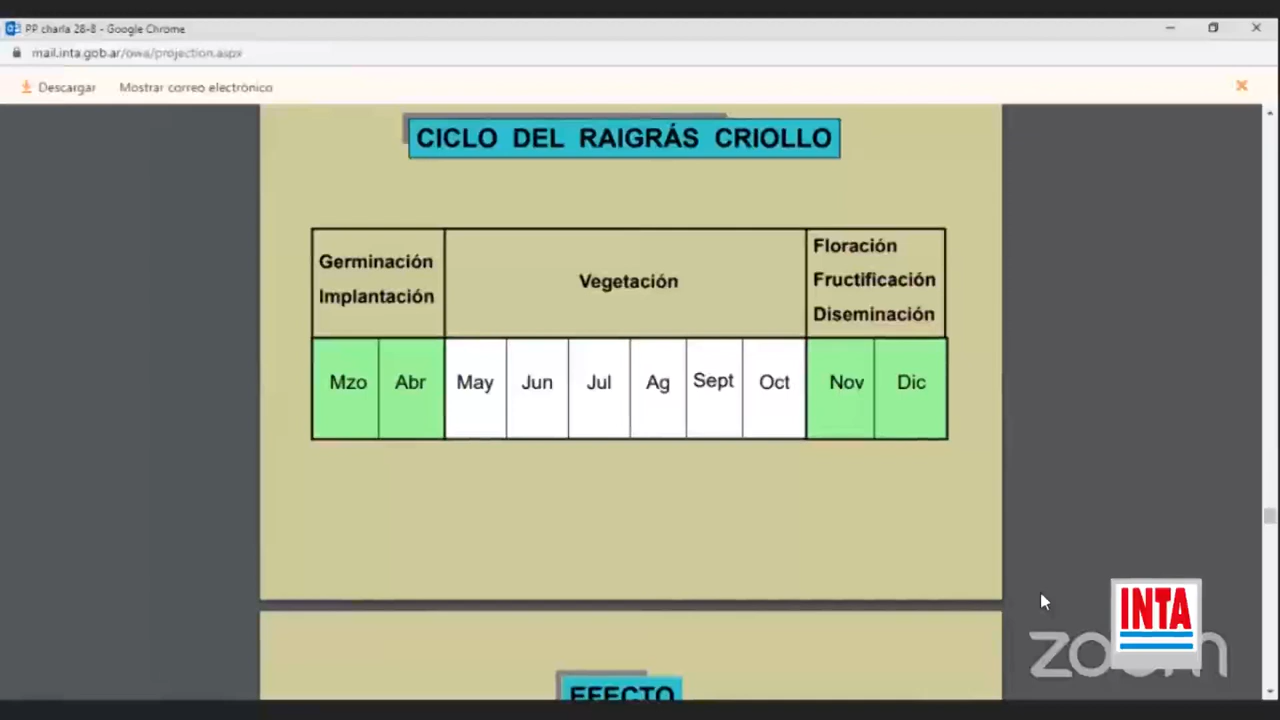 PP charla 28-8 - Google Chrome
mail.inta.gob.ar/owa/projection.aspx
Descargar Mostrar correo electrónico
CICLO DEL RAIGRÁS CRIOLLO
Germinación
Implantación
Vegetación
Floración
Fructificación
Diseminación
Mzo Abr May Jun Jul Ag Sept Oct Nov Dic
INTA
zoom
EFECTO